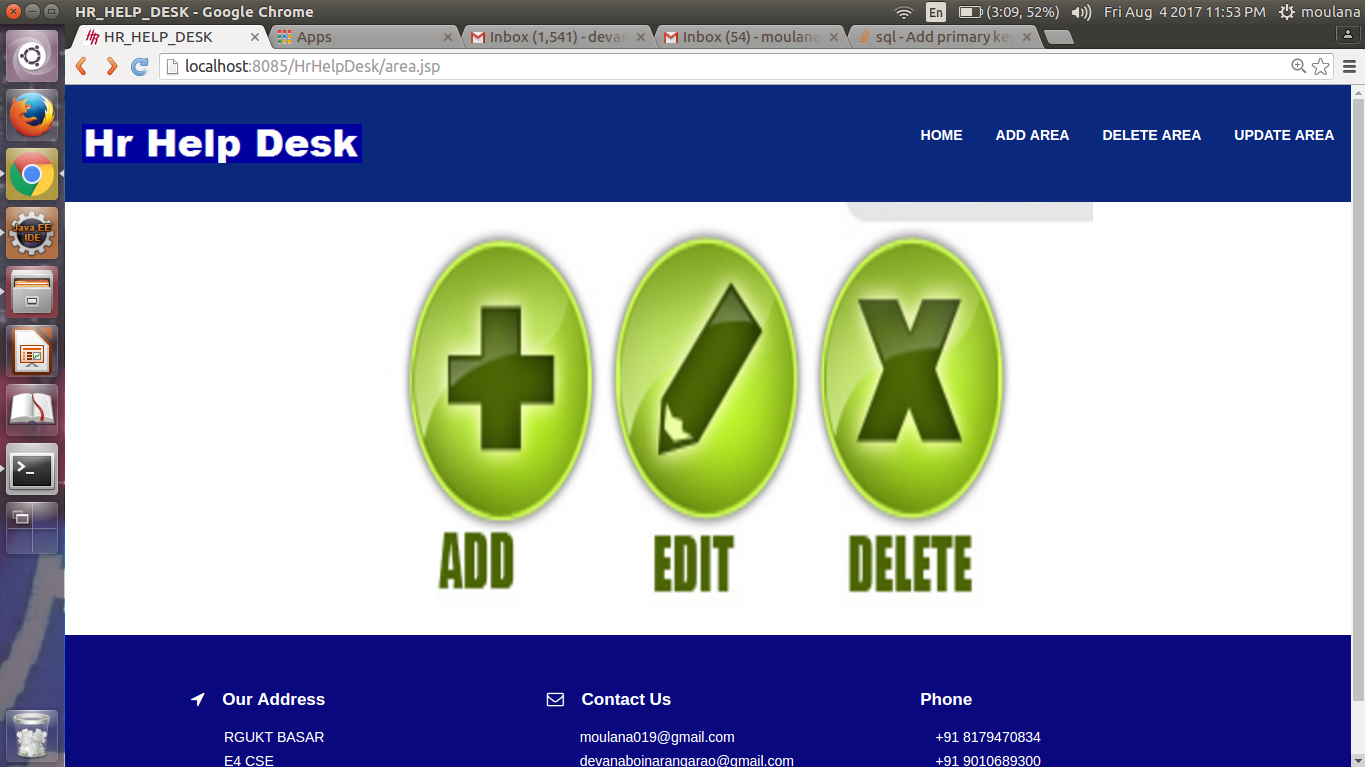 HR_HELP_DESK - Google Chrome
En
(3:09, 52%)
Fri Aug 4 2017 11:53 PM
moulana
HR_HELP_DESK
Apps
Inbox (1,541) - devan
Inbox (54) - moulana
sql - Add primary key
localhost:8085/HrHelpDesk/area.jsp
Java EE
IDE
Hr Help Desk
HOME
ADD AREA
DELETE AREA
UPDATE AREA
ADD
EDIT
DELETE
Our Address
Contact Us
Phone
RGUKT BASAR
moulana019@gmail.com
+91 8179470834
E4 CSE
devanaboinarangarao@gmail.com
+91 9010689300